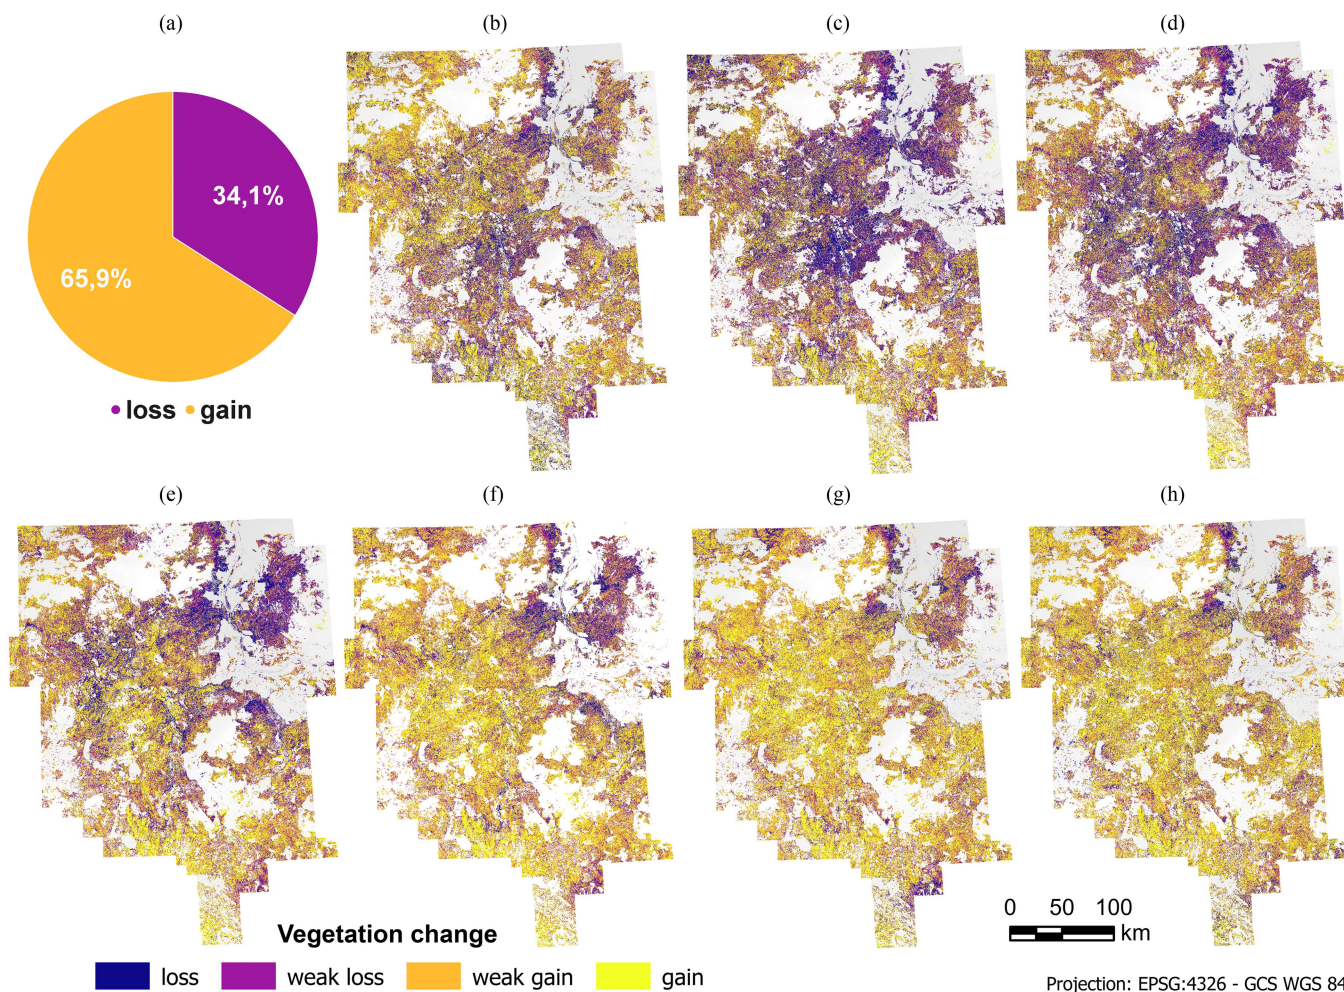 (a)
(b)
(c)
(d)
34,1%
65,9%
loss gain
(e)
(f)
(g)
(h)
Vegetation change
loss weak loss weak gain gain
0 50 100
km
Projection: EPSG:4326 - GCS WGS 84